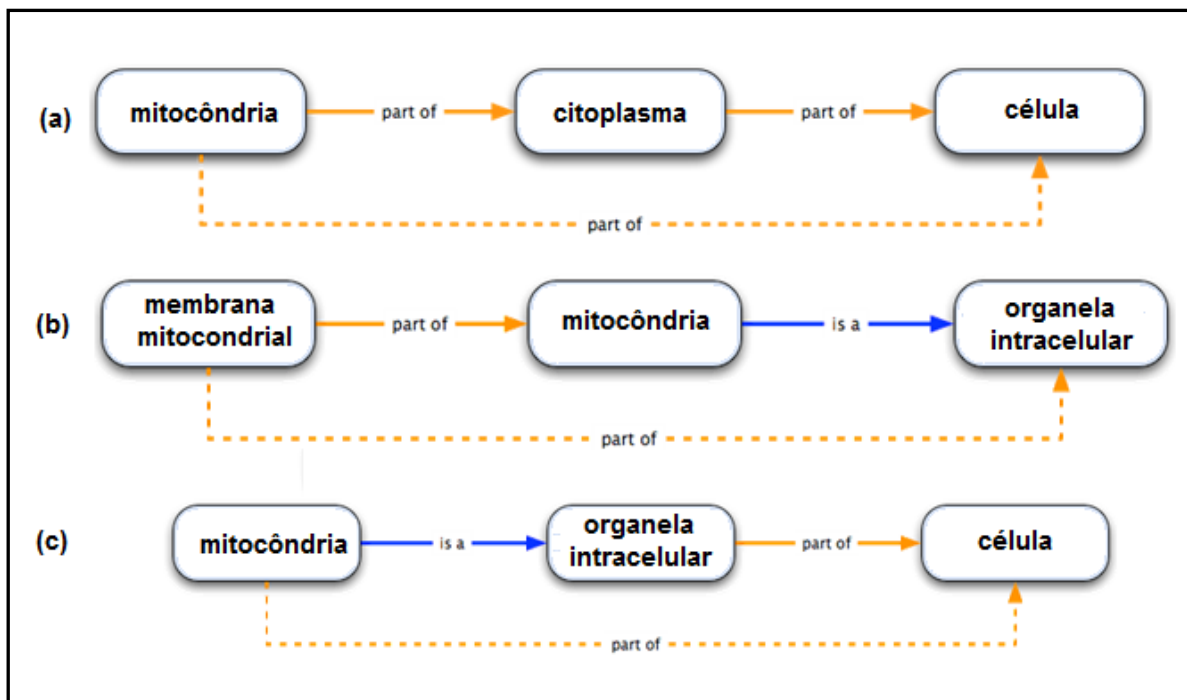 (a)
mitocôndria
part of
citoplasma
part of
célula
part of
(b)
membrana
mitocondrial
part of
mitocôndria
is a
organela
intracelular
part of
(c)
mitocôndria
is a
organela
intracelular
part of
célula
part of